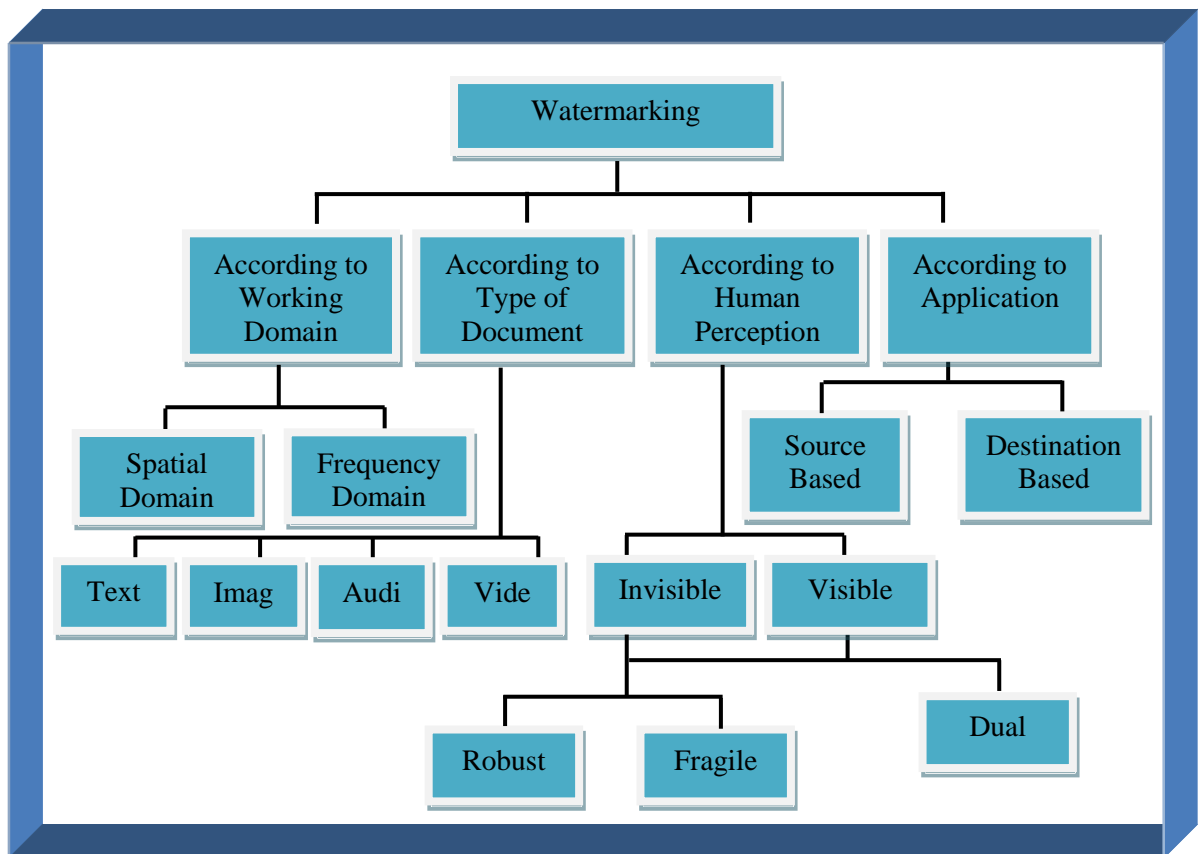 Watermarking
According to
Working
Domain
According to
Type of
Document
According to
Human
Perception
According to
Application
Spatial
Domain
Frequency
Domain
Source
Based
Destination
Based
Text
Imag
Audi
Vide
Invisible
Visible
Robust
Fragile
Dual